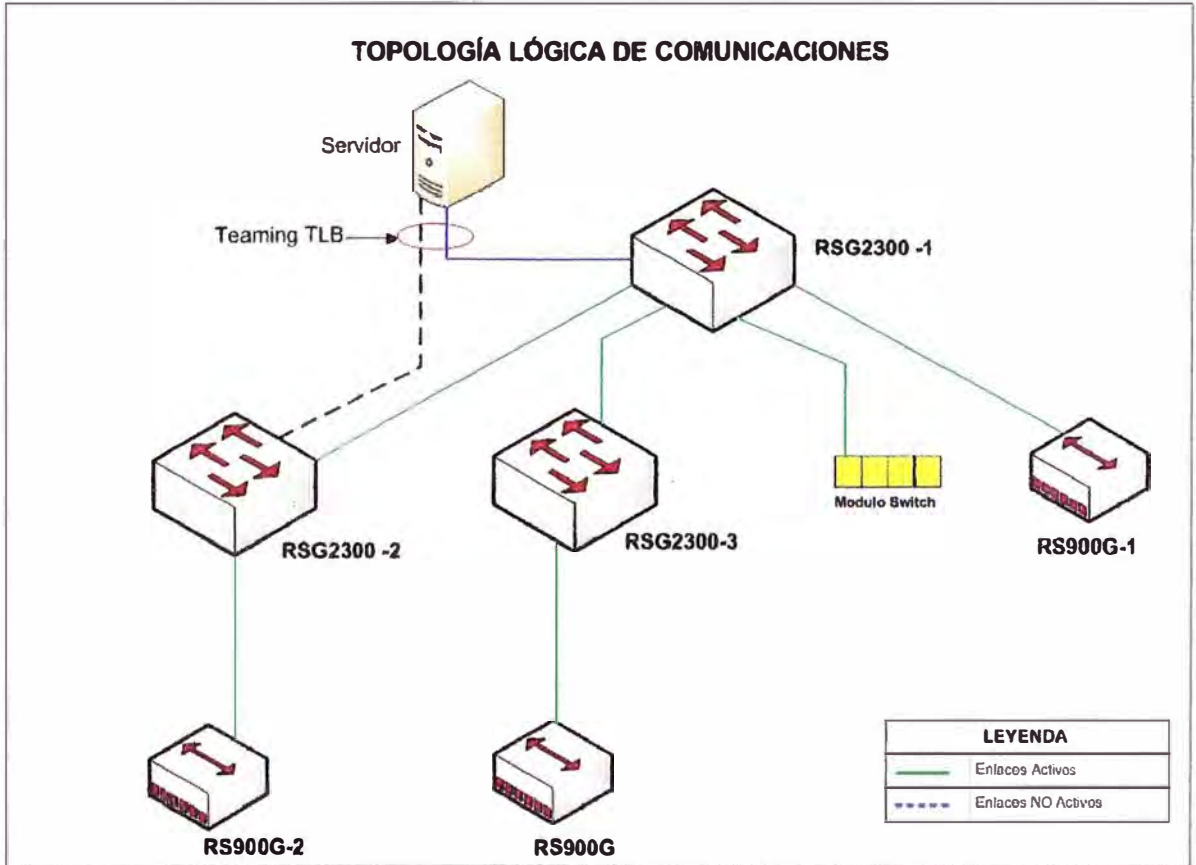 TOPOLOGÍA LÓGICA DE COMUNICACIONES
Servidor
Teaming TLB
RSG2300 -1
RSG2300 -2
RSG2300-3
Modulo Switch
RS900G-1
RS900G-2
RS900G
LEYENDA
Enlaces Activos
Enlaces NO Activos